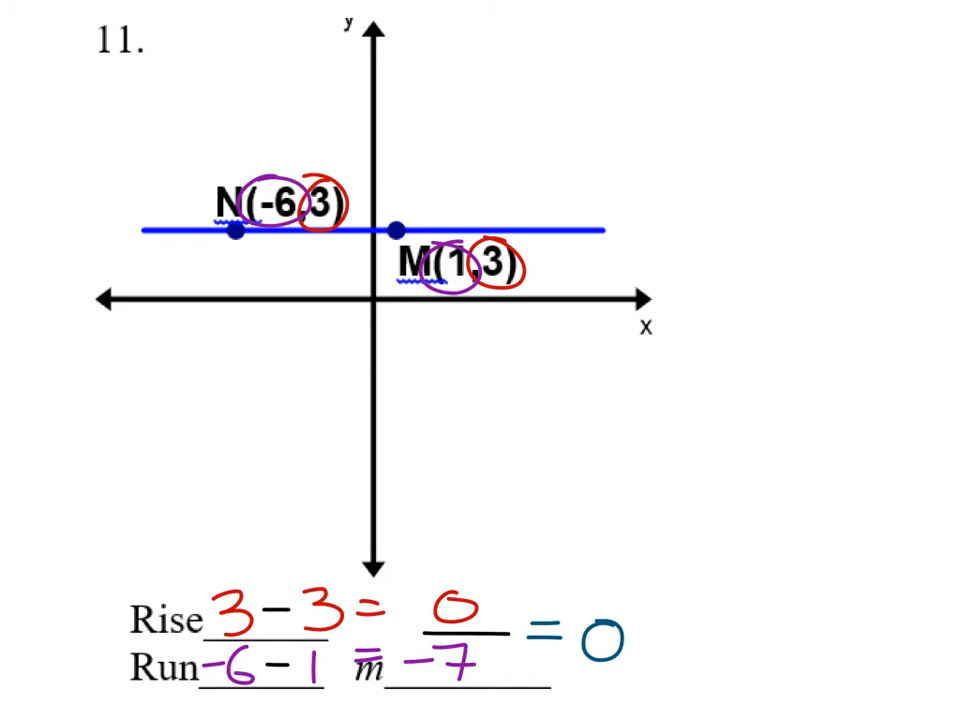 y
11.
N(-6,3)
M(1,3)
x
Rise 3 - 3 = 0
Run -6 - 1 = m -7
= 0